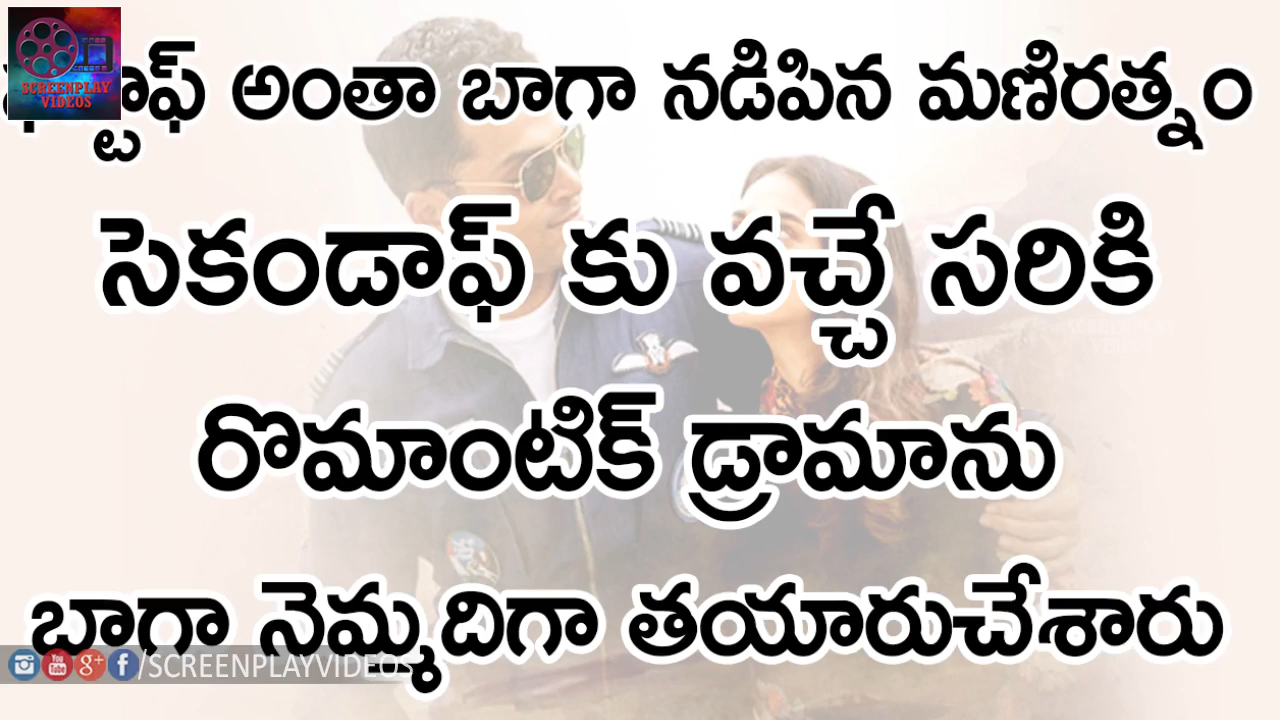 SCREENPLAY
VIDEOS
అంతా బాగా నడిపిన మణిరత్నం
సెకండాఫ్ కు వచ్చే సరికి
రొమాంటిక్ డ్రామాను
బాగా నెమ్మదిగా తయారుచేశారు
/SCREENPLAYVIDEOS